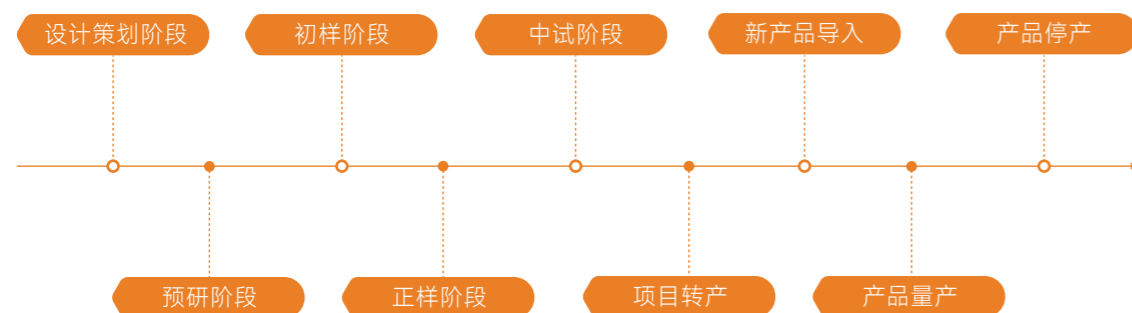 设计策划阶段
初样阶段
中试阶段
新产品导入
产品停产
预研阶段
正样阶段
项目转产
产品量产